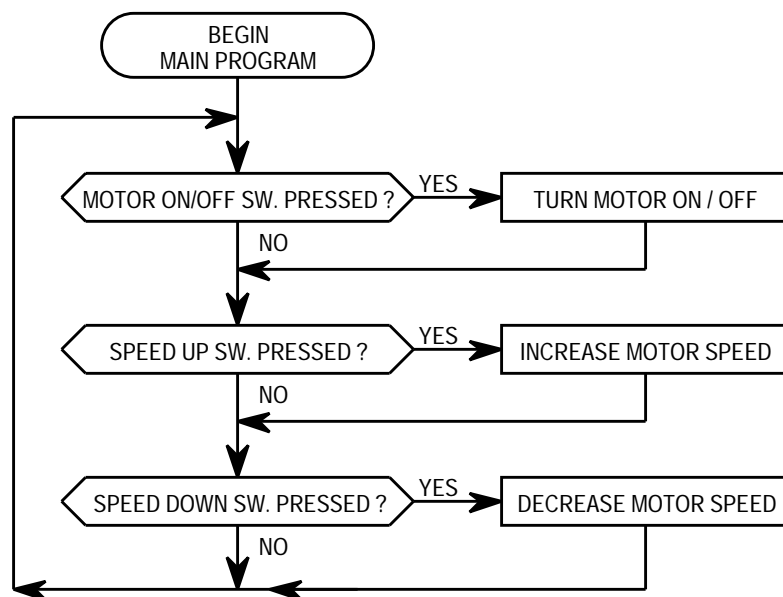 BEGIN
MAIN PROGRAM
MOTOR ON/OFF SW. PRESSED ?
YES
TURN MOTOR ON / OFF
NO
SPEED UP SW. PRESSED ?
YES
INCREASE MOTOR SPEED
NO
SPEED DOWN SW. PRESSED ?
YES
DECREASE MOTOR SPEED
NO